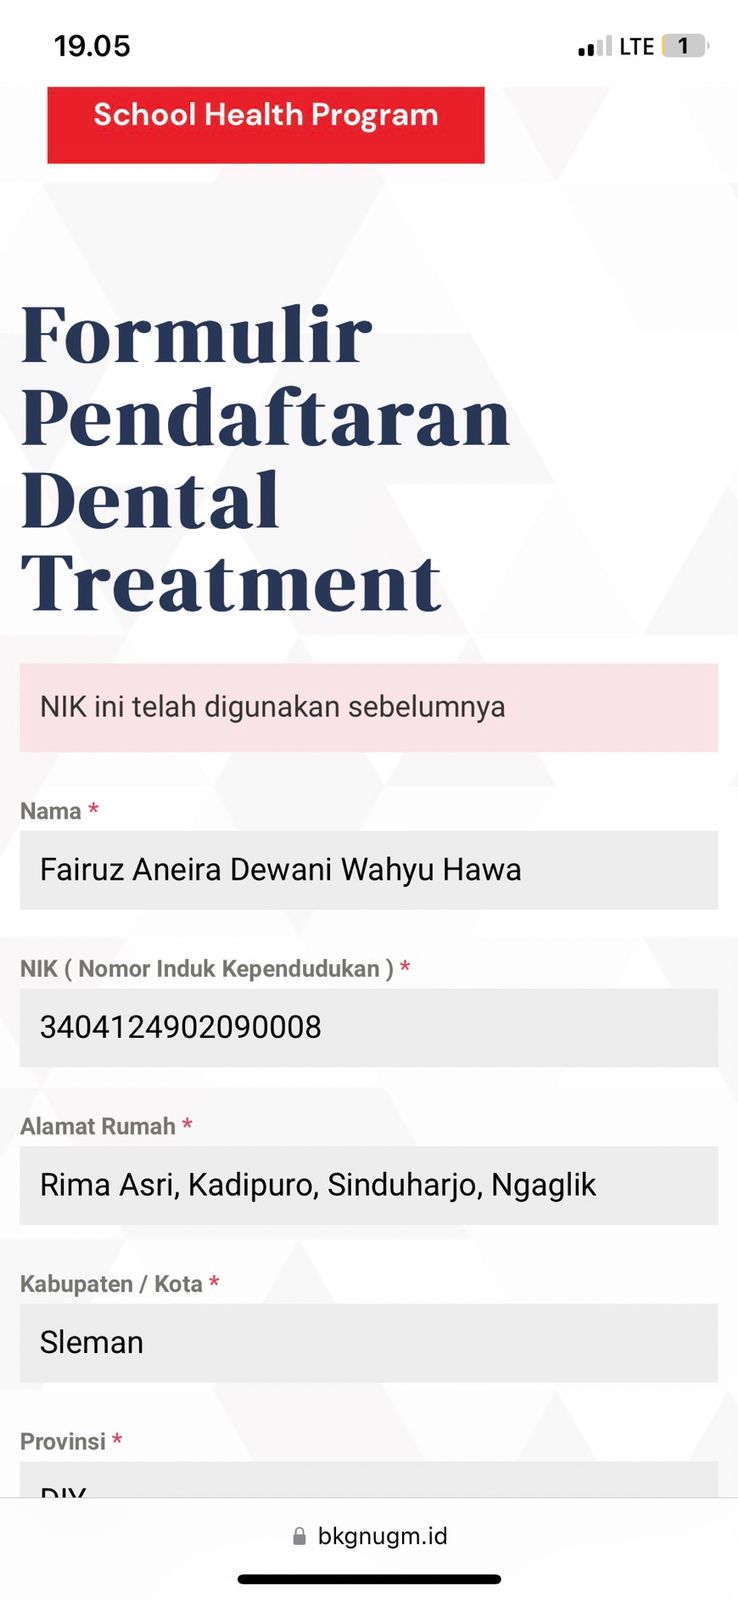 19.05
LTE 1
School Health Program
Formulir
Pendaftaran
Dental
Treatment
NIK ini telah digunakan sebelumnya
Nama *
Fairuz Aneira Dewani Wahyu Hawa
NIK ( Nomor Induk Kependudukan ) *
3404124902090008
Alamat Rumah *
Rima Asri, Kadipuro, Sinduharjo, Ngaglik
Kabupaten / Kota *
Sleman
Provinsi *
DIY
bkgnugm.id